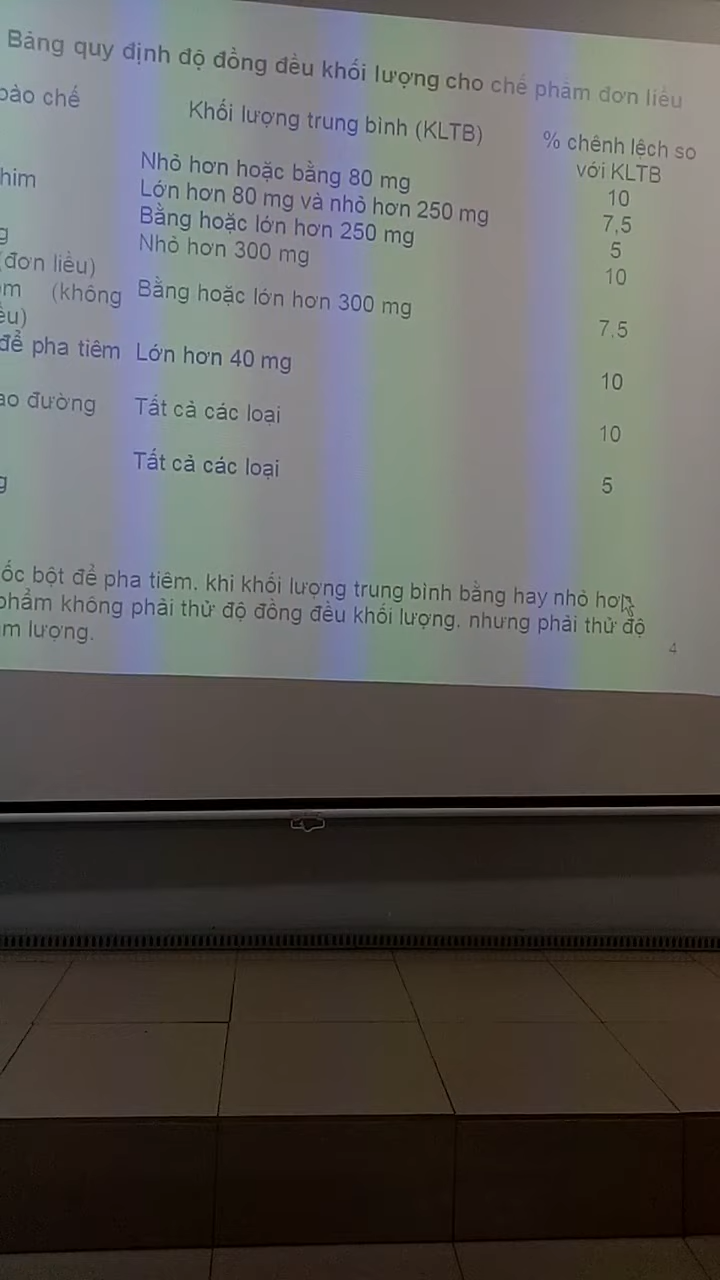 Bảng quy định độ đồng đều khối lượng cho chế phẩm đơn liều
bào chế Khối lượng trung bình (KLTB) % chênh lệch so
với KLTB
him Nhỏ hơn hoặc bằng 80 mg 10
Lớn hơn 80 mg và nhỏ hơn 250 mg 7,5
Bằng hoặc lớn hơn 250 mg 5
g Nhỏ hơn 300 mg 10
(đơn liều)
m (không Bằng hoặc lớn hơn 300 mg 7,5
ều)
để pha tiêm Lớn hơn 40 mg 10
ao đường Tất cả các loại 10
Tất cả các loại 5
g
ốc bột để pha tiêm, khi khối lượng trung bình bằng hay nhỏ hơn
phẩm không phải thử độ đồng đều khối lượng, nhưng phải thử độ
m lượng.
4